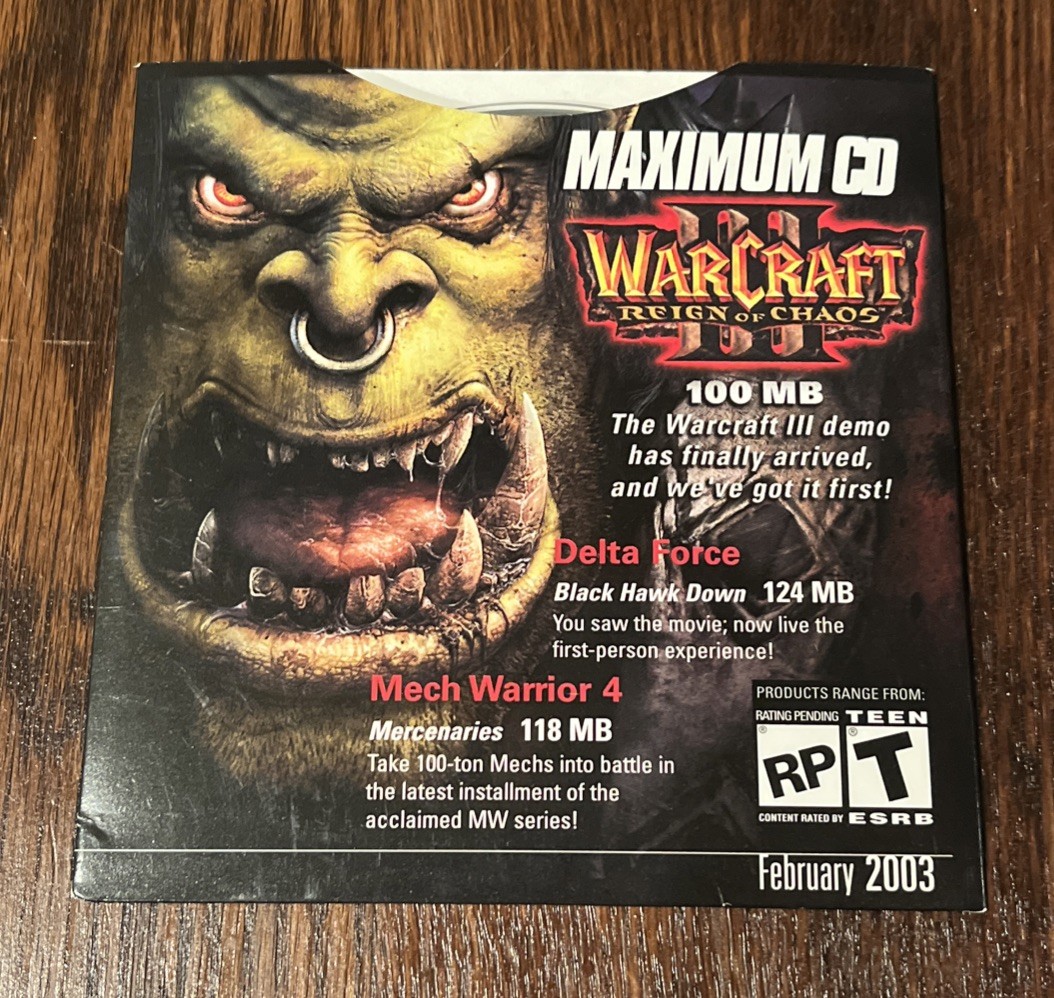 MAXIMUM CD
III
WARCRAFT
REIGN OF CHAOS
100 MB
The Warcraft III demo
has finally arrived,
and we've got it first!
Delta Force
Black Hawk Down 124 MB
You saw the movie; now live the
first-person experience!
Mech Warrior 4
Mercenaries 118 MB
Take 100-ton Mechs into battle in
the latest installment of the
acclaimed MW series!
PRODUCTS RANGE FROM:
RATING PENDING TEEN
RP T
® ®
CONTENT RATED BY ESRB
February 2003